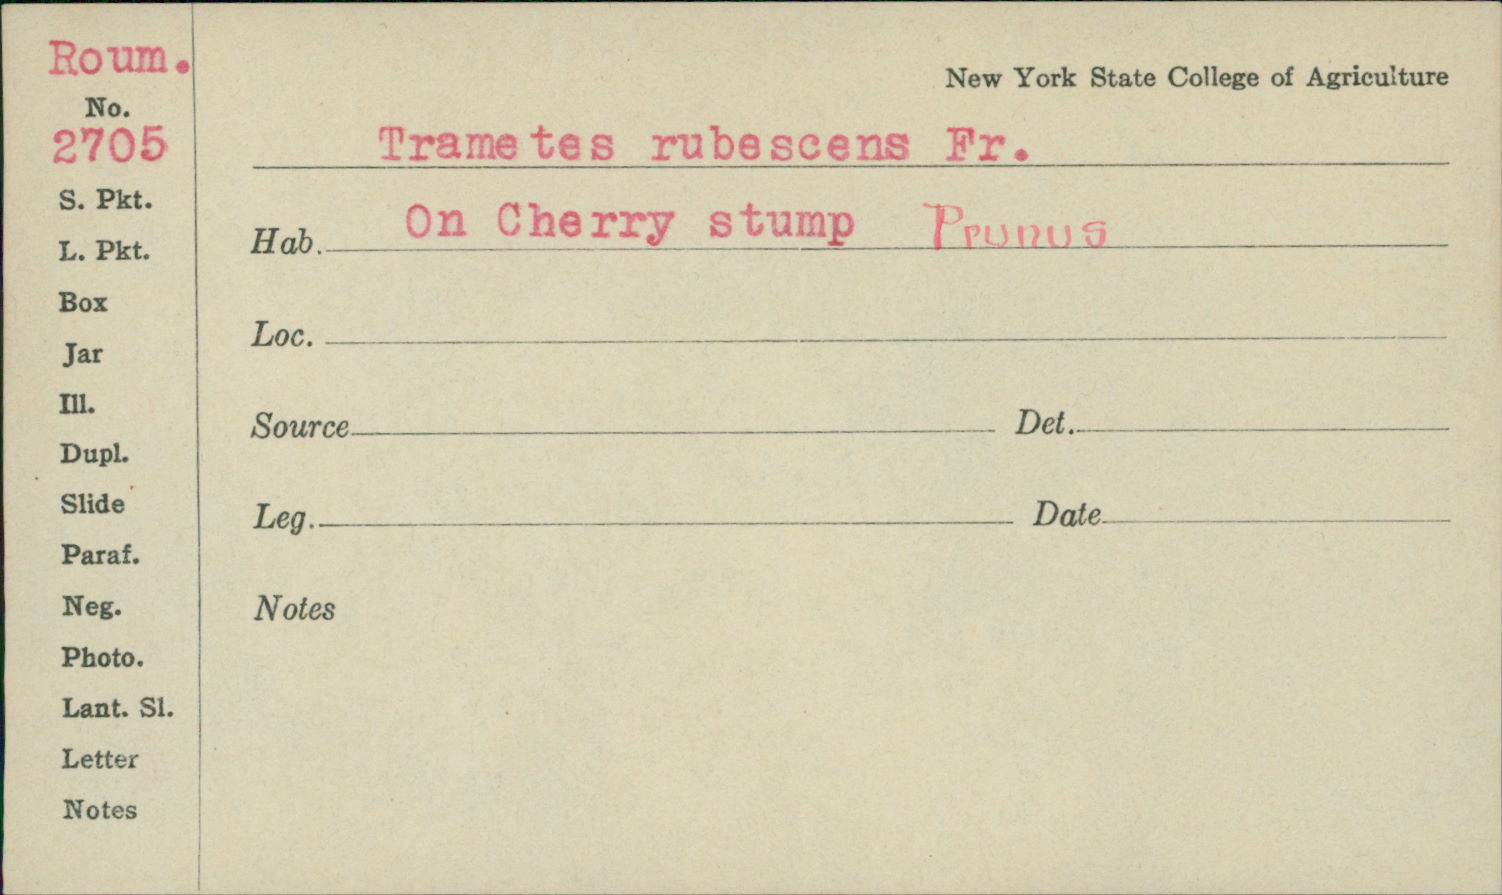 Roum.
No.
2705
S. Pkt.
L. Pkt.
Box
Jar
Ill.
Dupl.
Slide
Paraf.
Neg.
Photo.
Lant. Sl.
Letter
Notes
New York State College of Agriculture
Trametes rubescens Fr.
Hab. On Cherry stump Prunus
Loc.
Source Det.
Leg. Date
Notes